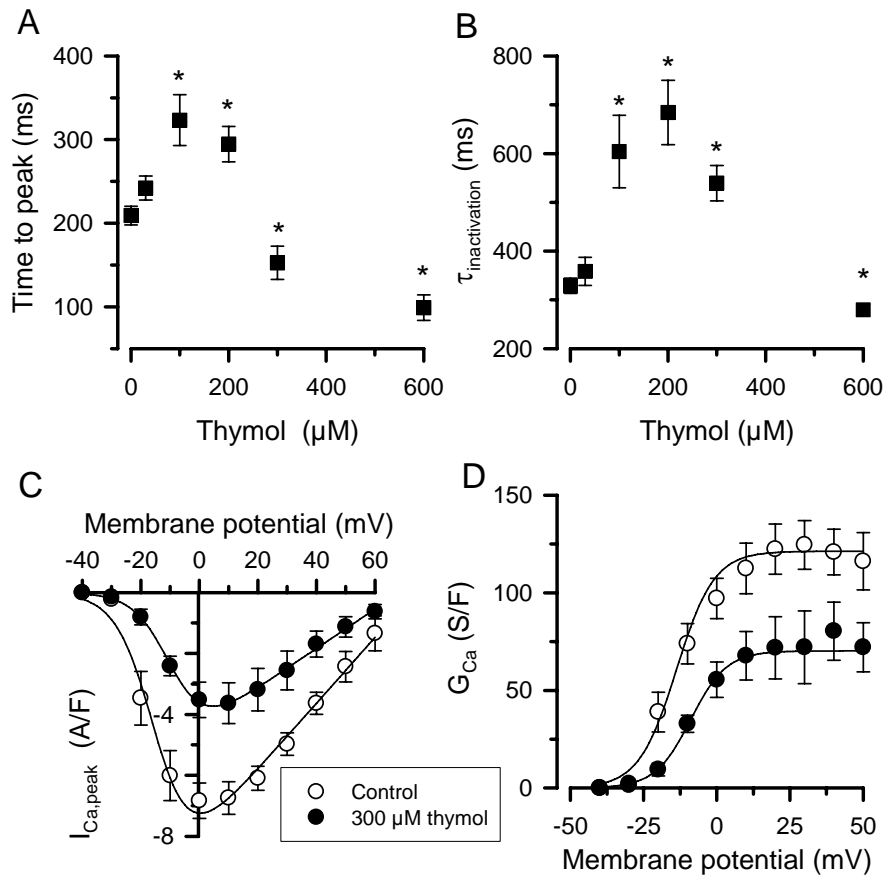 A
400
300
200
100
Time to peak (ms)
* * * *
0 200 400 600
Thymol (µM)
B
800
600
400
200
τinactivation (ms)
* * * *
0 200 400 600
Thymol (µM)
C
Membrane potential (mV)
-40 -20 0 20 40 60
-4
-8
ICa,peak (A/F)
Control
300 µM thymol
D
150
100
50
0
GCa (S/F)
-50 -25 0 25 50
Membrane potential (mV)